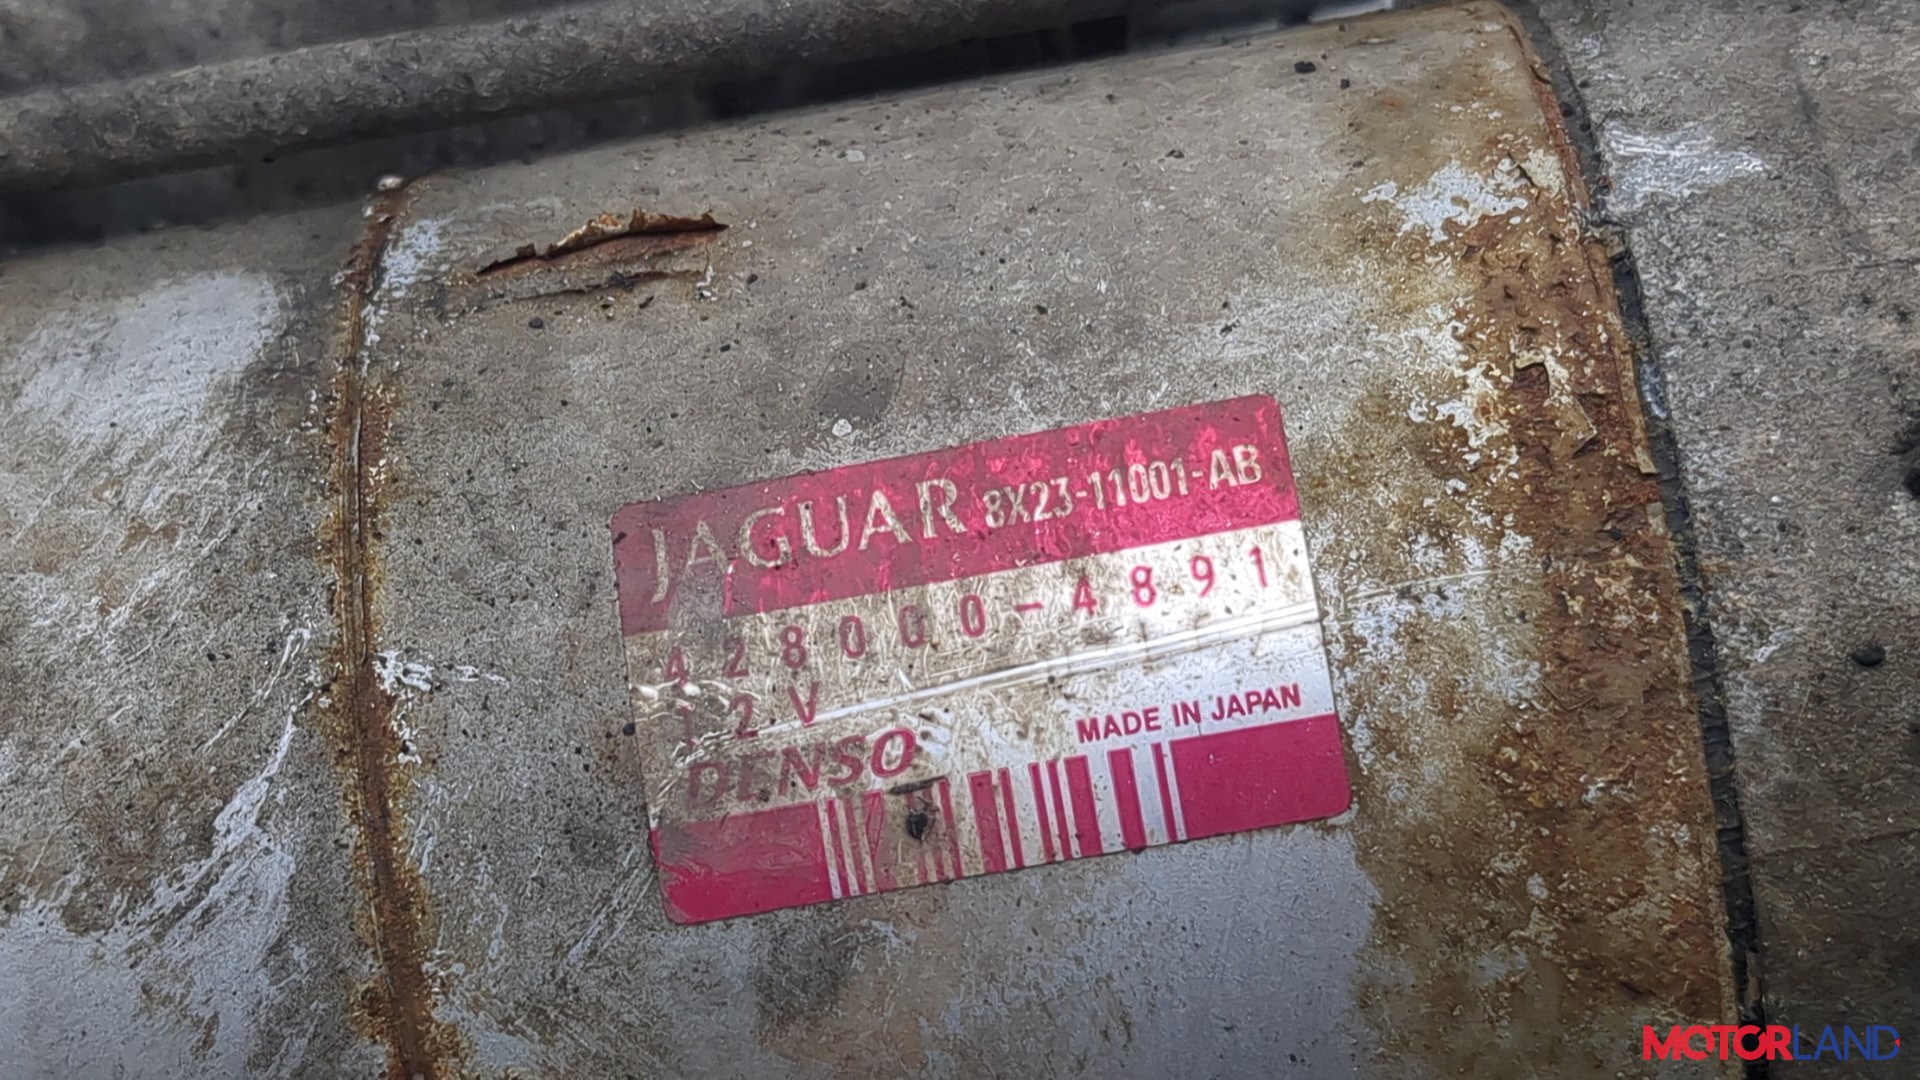 JAGUAR 8X23-11001-AB
428000-4891
12V
DENSO
MADE IN JAPAN
MOTORLAND